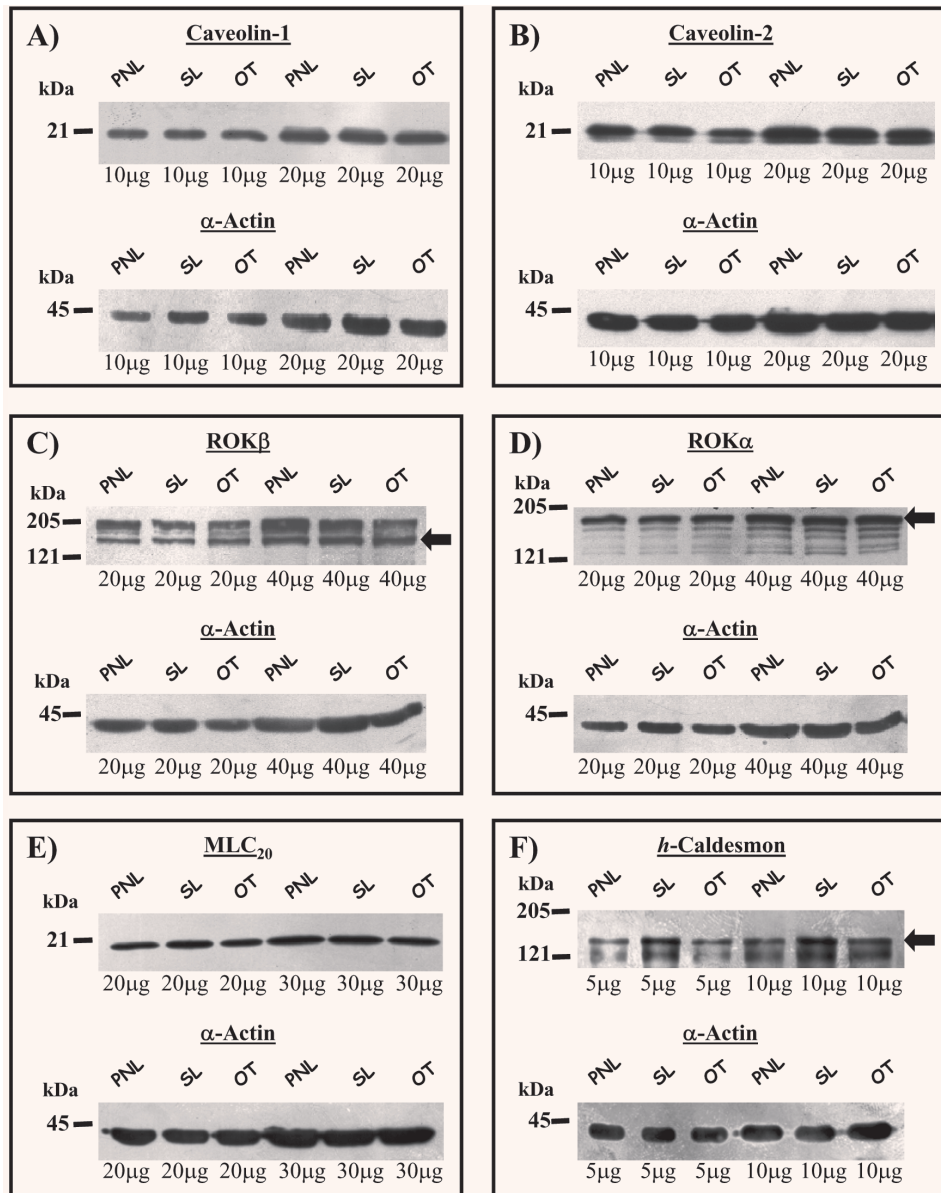 A)
Caveolin-1
PNL SL OT PNL SL OT
kDa
21
10μg 10μg 10μg 20μg 20μg 20μg
α-Actin
PNL SL OT PNL SL OT
kDa
45
10μg 10μg 10μg 20μg 20μg 20μg
B)
Caveolin-2
PNL SL OT PNL SL OT
kDa
21
10μg 10μg 10μg 20μg 20μg 20μg
α-Actin
PNL SL OT PNL SL OT
kDa
45
10μg 10μg 10μg 20μg 20μg 20μg
C)
ROKβ
PNL SL OT PNL SL OT
kDa
205
121
20μg 20μg 20μg 40μg 40μg 40μg
α-Actin
PNL SL OT PNL SL OT
kDa
45
20μg 20μg 20μg 40μg 40μg 40μg
D)
ROKα
PNL SL OT PNL SL OT
kDa
205
121
20μg 20μg 20μg 40μg 40μg 40μg
α-Actin
PNL SL OT PNL SL OT
kDa
45
20μg 20μg 20μg 40μg 40μg 40μg
E)
MLC₂₀
PNL SL OT PNL SL OT
kDa
21
20μg 20μg 20μg 30μg 30μg 30μg
α-Actin
PNL SL OT PNL SL OT
kDa
45
20μg 20μg 20μg 30μg 30μg 30μg
F)
h-Caldesmon
PNL SL OT PNL SL OT
kDa
205
121
5μg 5μg 5μg 10μg 10μg 10μg
α-Actin
PNL SL OT PNL SL OT
kDa
45
5μg 5μg 5μg 10μg 10μg 10μg